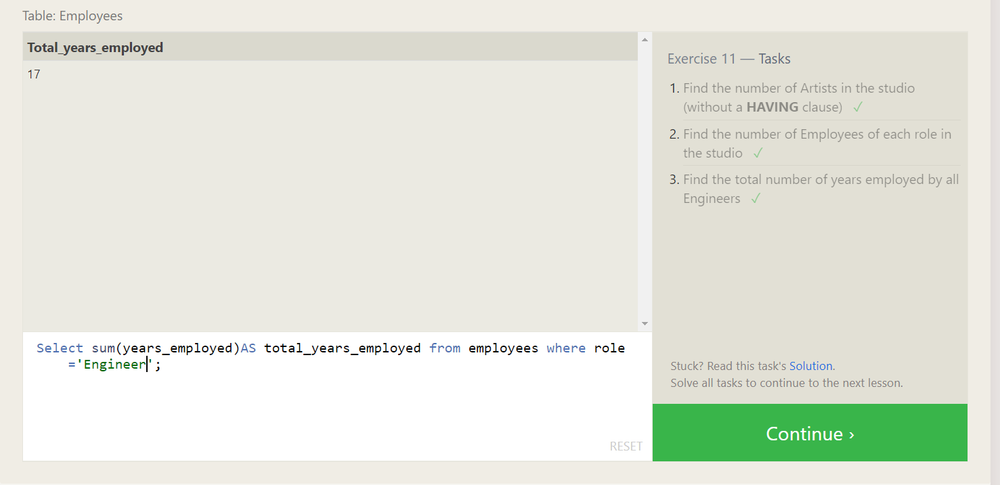 Table: Employees
Total_years_employed
17
Select sum(years_employed)AS total_years_employed from employees where role
='Engineer';
RESET
Exercise 11 — Tasks
1. Find the number of Artists in the studio
(without a HAVING clause) ✓
2. Find the number of Employees of each role in
the studio ✓
3. Find the total number of years employed by all
Engineers ✓
Stuck? Read this task's Solution.
Solve all tasks to continue to the next lesson.
Continue ›